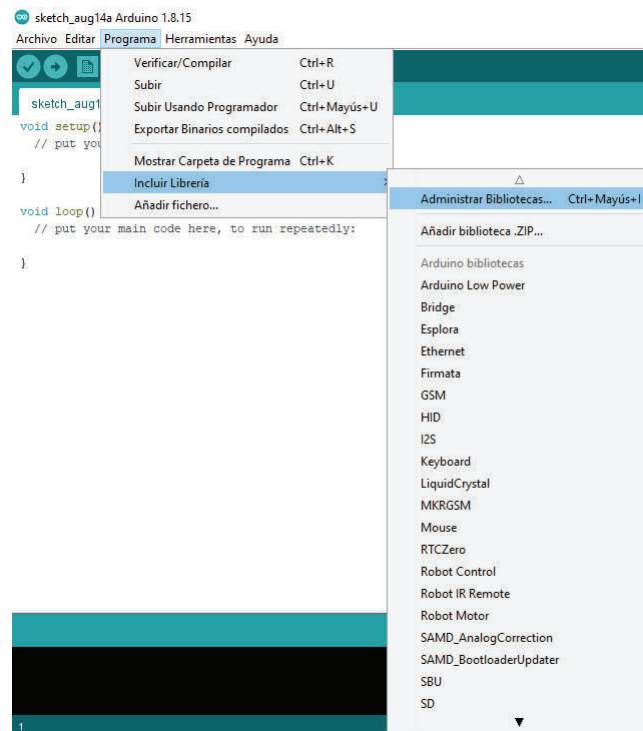 sketch_aug14a Arduino 1.8.15
Archivo Editar Programa Herramientas Ayuda
Verificar/Compilar Ctrl+R
Subir Ctrl+U
Subir Usando Programador Ctrl+Mayús+U
Exportar Binarios compilados Ctrl+Alt+S
Mostrar Carpeta de Programa Ctrl+K
Incluir Librería
Añadir fichero...
sketch_aug1
void setup()
// put you
}
void loop()
// put your main code here, to run repeatedly:
}
Administrar Bibliotecas... Ctrl+Mayús+I
Añadir biblioteca .ZIP...
Arduino bibliotecas
Arduino Low Power
Bridge
Esplora
Ethernet
Firmata
GSM
HID
I2S
Keyboard
LiquidCrystal
MKRGSM
Mouse
RTCZero
Robot Control
Robot IR Remote
Robot Motor
SAMD_AnalogCorrection
SAMD_BootloaderUpdater
SBU
SD
1